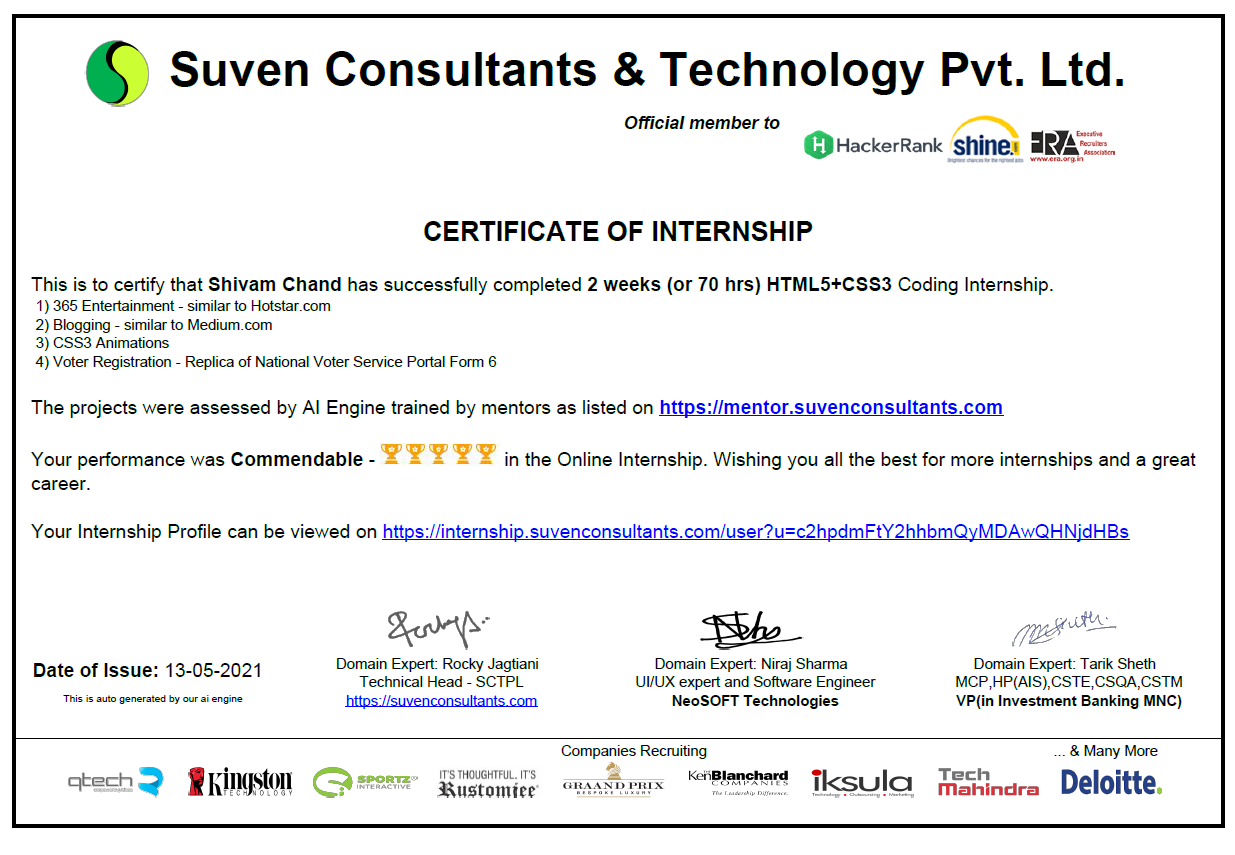 Suven Consultants & Technology Pvt. Ltd.
Official member to
HackerRank
shine
Brightest chances for the rightest jobs
ERA Executive Recruiters Association
www.era.org.in
CERTIFICATE OF INTERNSHIP
This is to certify that Shivam Chand has successfully completed 2 weeks (or 70 hrs) HTML5+CSS3 Coding Internship.
1) 365 Entertainment - similar to Hotstar.com
2) Blogging - similar to Medium.com
3) CSS3 Animations
4) Voter Registration - Replica of National Voter Service Portal Form 6
The projects were assessed by AI Engine trained by mentors as listed on https://mentor.suvenconsultants.com
Your performance was Commendable - in the Online Internship. Wishing you all the best for more internships and a great
career.
Your Internship Profile can be viewed on https://internship.suvenconsultants.com/user?u=c2hpdmFtY2hhbmQyMDAwQHNjdHBs
Date of Issue: 13-05-2021
This is auto generated by our ai engine
Domain Expert: Rocky Jagtiani
Technical Head - SCTPL
https://suvenconsultants.com
Domain Expert: Niraj Sharma
UI/UX expert and Software Engineer
NeoSOFT Technologies
Domain Expert: Tarik Sheth
MCP,HP(AIS),CSTE,CSQA,CSTM
VP(in Investment Banking MNC)
Companies Recruiting
... & Many More
qtech
Kingston
TECHNOLOGY
SPORTZ
INTERACTIVE
IT'S THOUGHTFUL. IT'S
Rustomjee
GRAAND PRIX
BESPOKE LUXURY
KenBlanchard
COMPANIES
The Leadership Difference.
iksula
Technology • Outsourcing • Marketing
Tech
Mahindra
Deloitte.